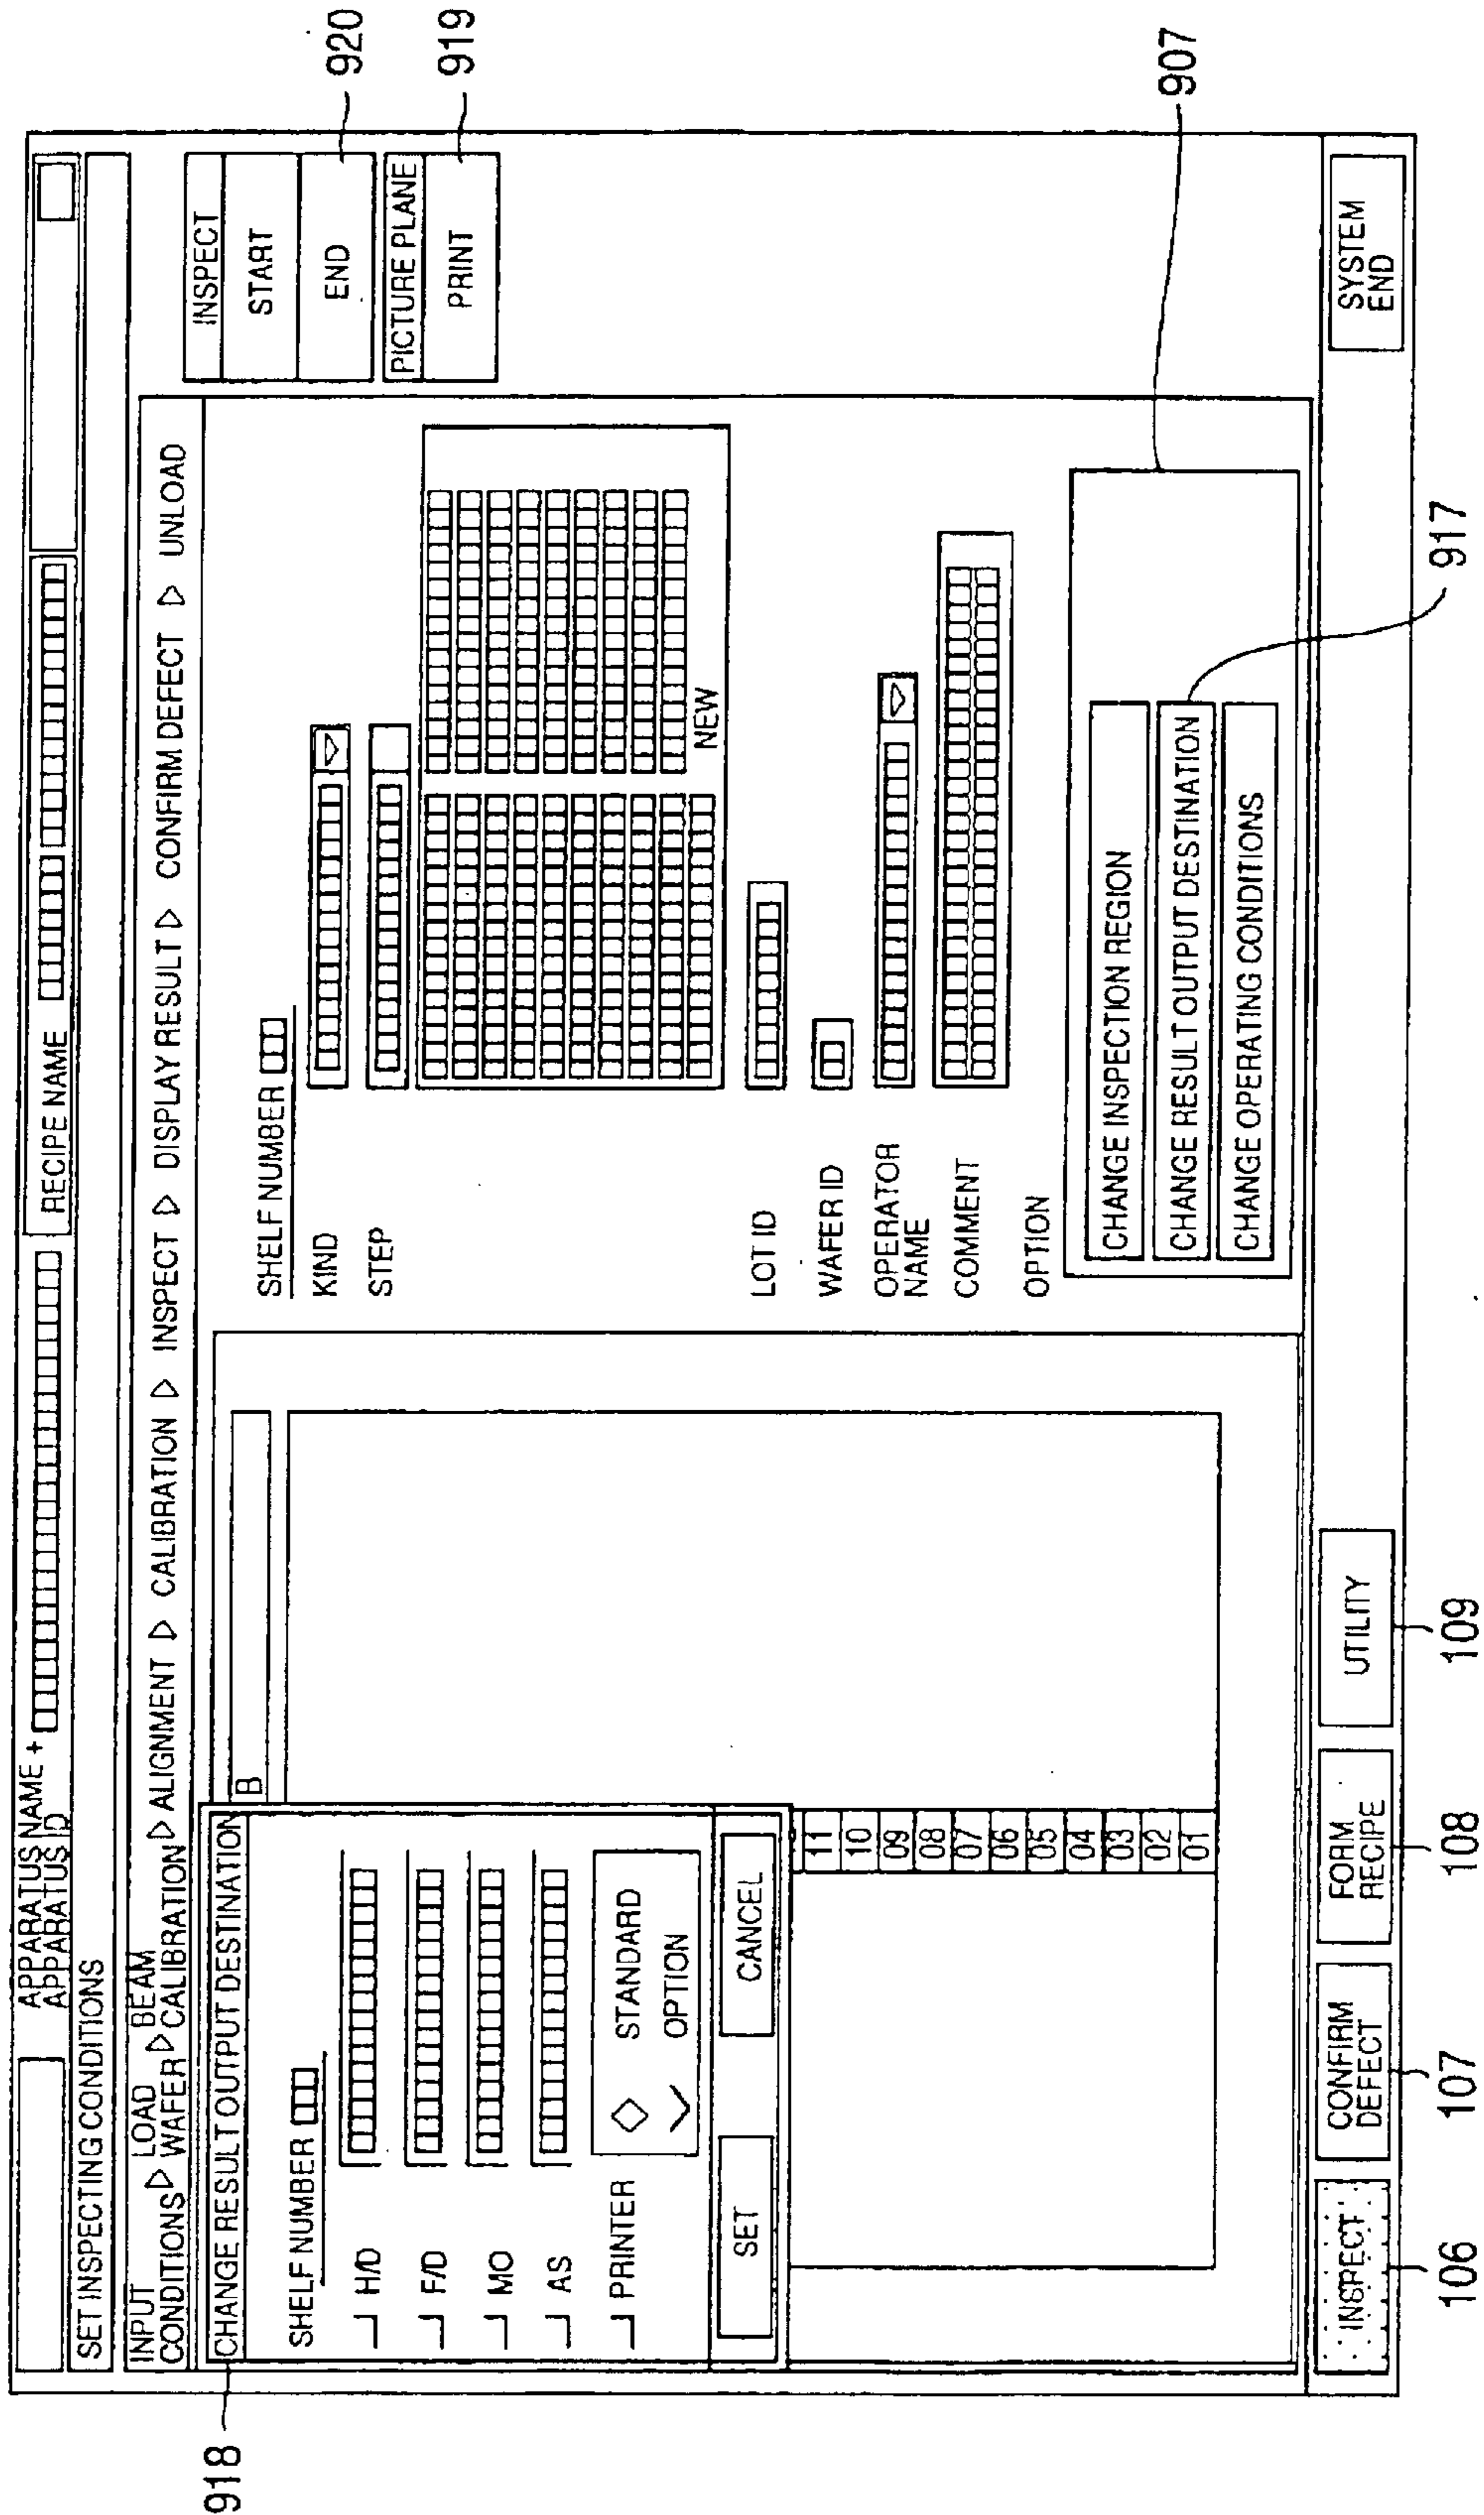 APPARATUS NAME +
APPARATUS ID
RECIPE NAME
SET INSPECTING CONDITIONS
INPUT CONDITIONS ▷ LOAD WAFER ▷ BEAM CALIBRATION ▷ ALIGNMENT ▷ CALIBRATION ▷ INSPECT ▷ DISPLAY RESULT ▷ CONFIRM DEFECT ▷ UNLOAD
918
CHANGE RESULT OUTPUT DESTINATION
SHELF NUMBER
H/D
F/D
MO
AS
PRINTER
STANDARD
OPTION
SET
CANCEL
B
11
10
09
08
07
06
05
04
03
02
01
SHELF NUMBER
KIND
STEP
NEW
LOT ID
WAFER ID
OPERATOR
NAME
COMMENT
OPTION
CHANGE INSPECTION REGION
CHANGE RESULT OUTPUT DESTINATION
CHANGE OPERATING CONDITIONS
INSPECT
START
END
920
PICTURE PLANE
PRINT
919
907
917
INSPECT
CONFIRM
DEFECT
FORM
RECIPE
UTILITY
SYSTEM
END
106
107
108
109